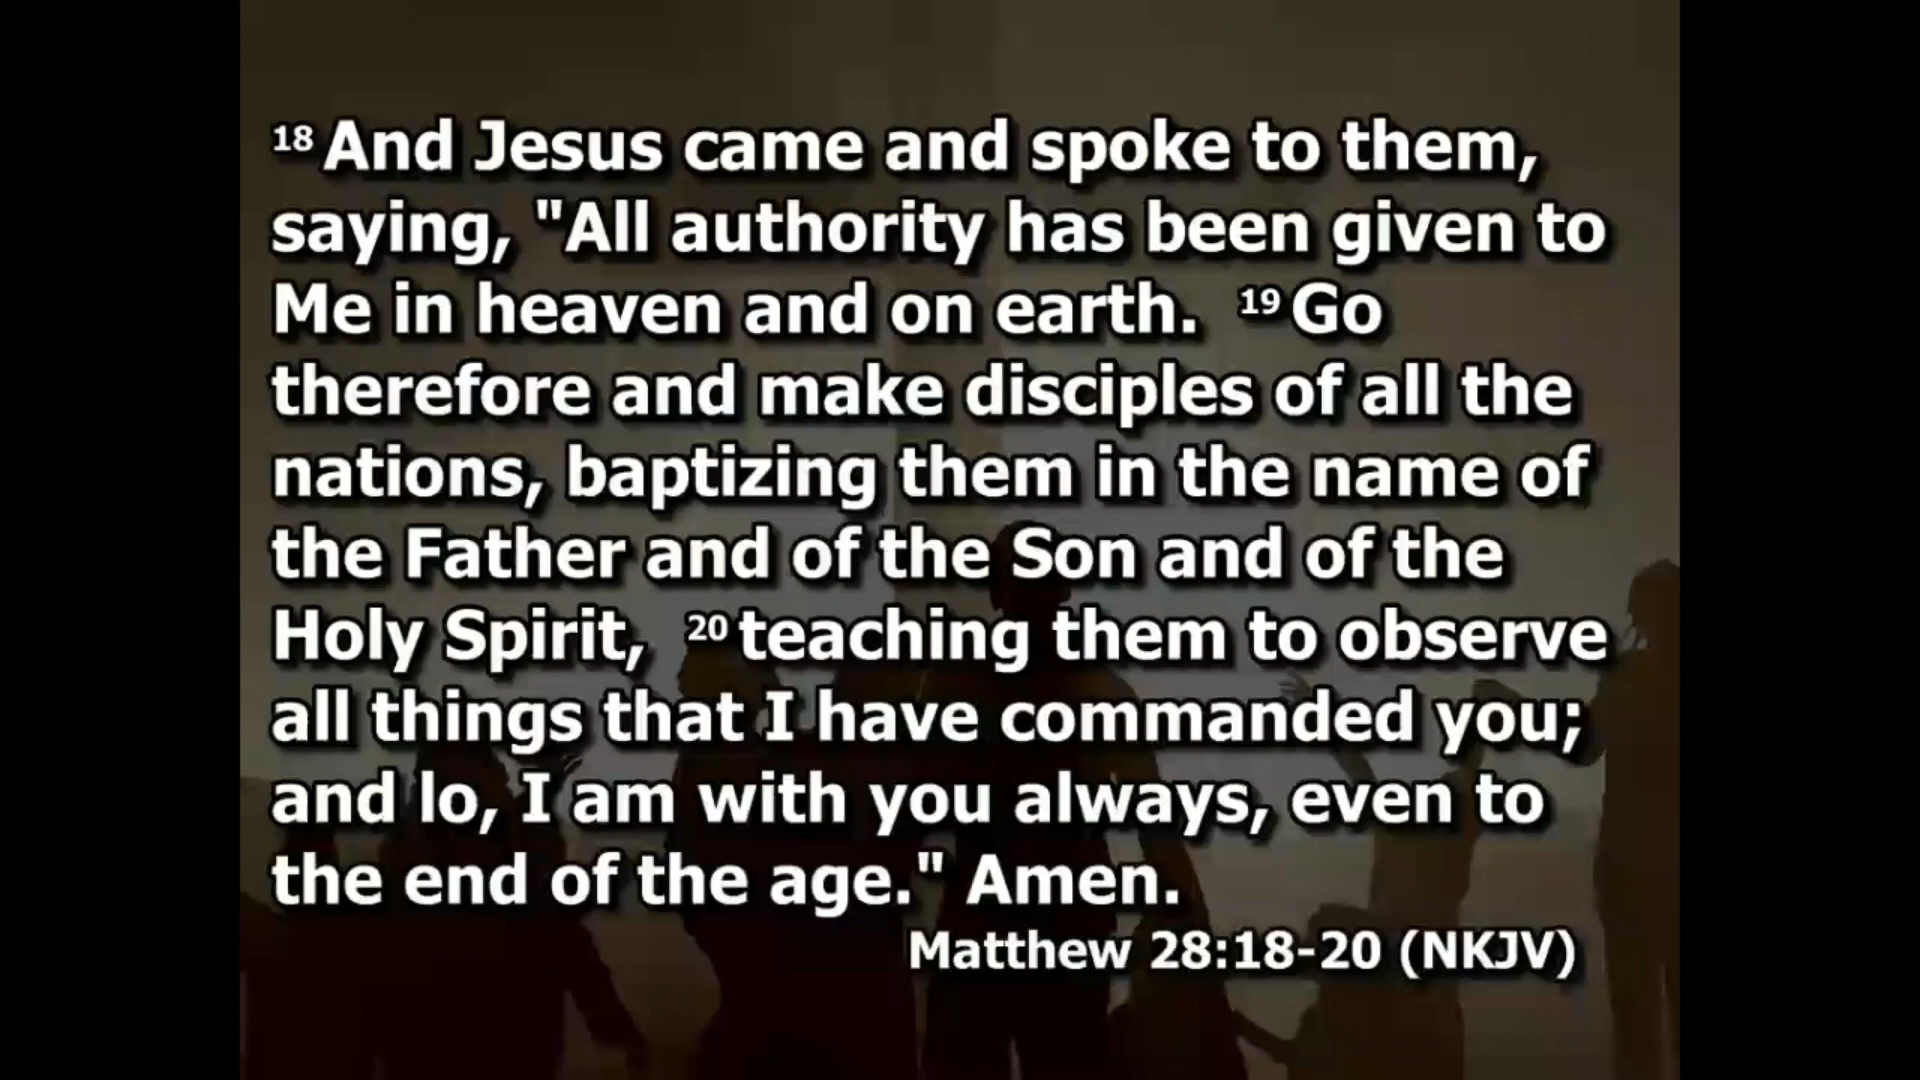 18 And Jesus came and spoke to them,
saying, "All authority has been given to
Me in heaven and on earth. 19 Go
therefore and make disciples of all the
nations, baptizing them in the name of
the Father and of the Son and of the
Holy Spirit, 20 teaching them to observe
all things that I have commanded you;
and lo, I am with you always, even to
the end of the age." Amen.
Matthew 28:18-20 (NKJV)